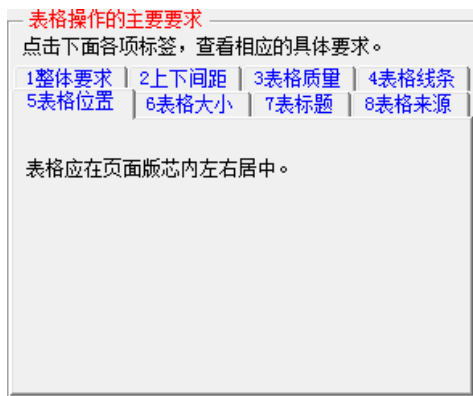 表格操作的主要要求
点击下面各项标签，查看相应的具体要求。
1整体要求 2上下间距 3表格质量 4表格线条
5表格位置 6表格大小 7表标题 8表格来源
表格应在页面版芯内左右居中。